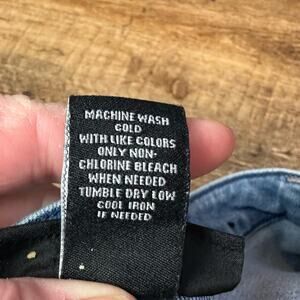 MACHINE WASH
COLD
WITH LIKE COLORS
ONLY NON-
CHLORINE BLEACH
WHEN NEEDED
TUMBLE DRY LOW
COOL IRON
IF NEEDED